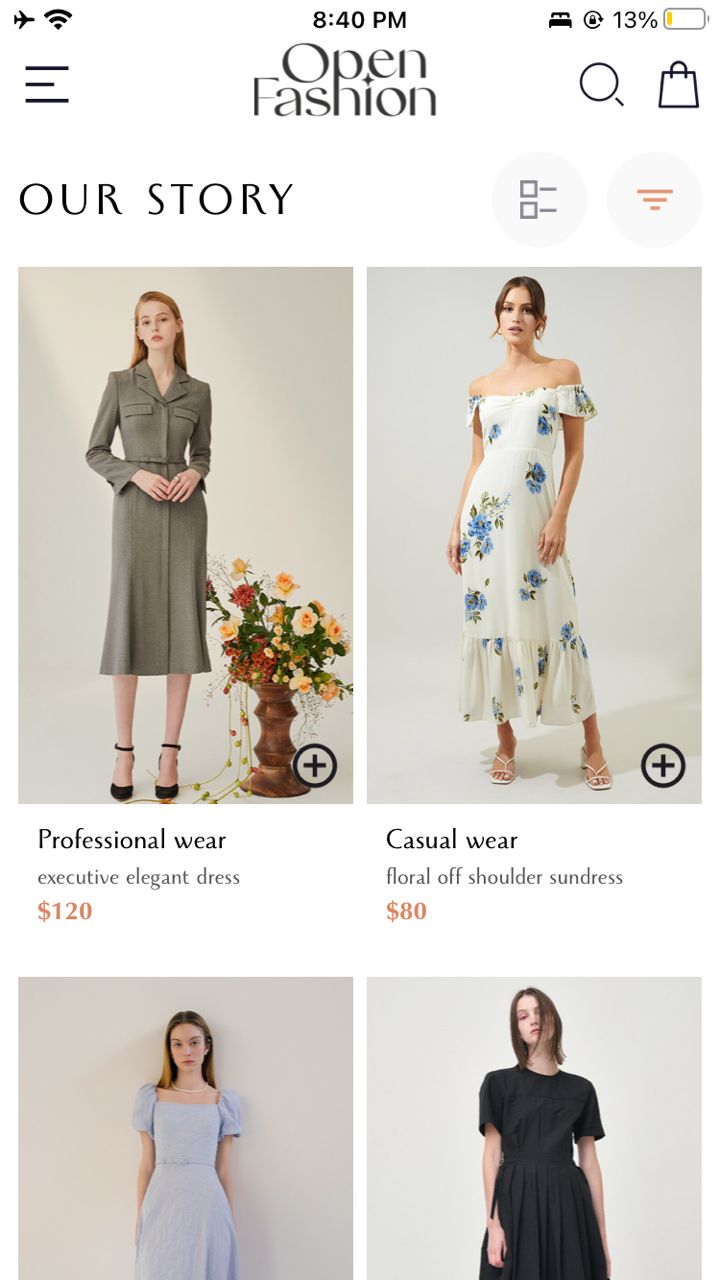 8:40 PM
13%
Open
Fashion
OUR STORY
Professional wear
executive elegant dress
$120
Casual wear
floral off shoulder sundress
$80